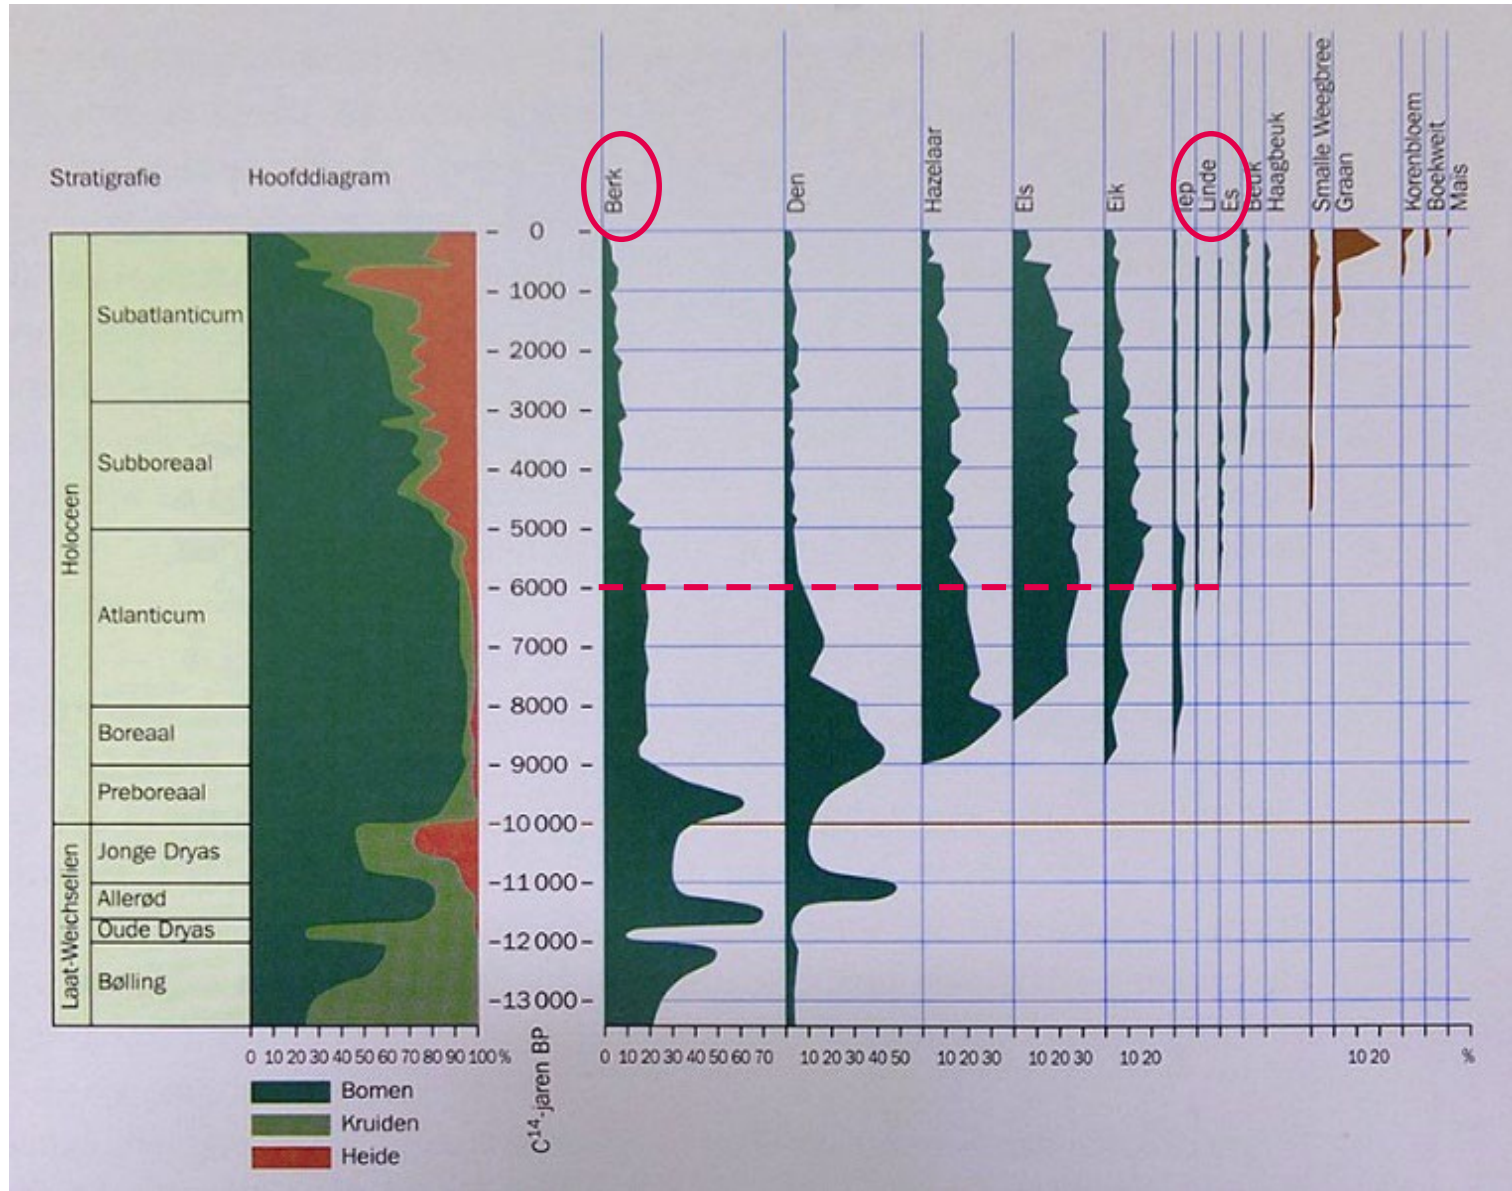 Stratigrafie
Hoofddiagram
Berk
Den
Hazelaar
Els
Eik
Iep
Linde
Es
Beuk
Haagbeuk
Smalle Weegbree
Graan
Korenbloem
Boekweit
Mais
Holoceen
Laat-Weichselien
Subatlanticum
Subboreaal
Atlanticum
Boreaal
Preboreaal
Jonge Dryas
Allerød
Oude Dryas
Bølling
- 0 -
- 1000 -
- 2000 -
- 3000 -
- 4000 -
- 5000 -
- 6000 -
- 7000 -
- 8000 -
- 9000 -
-10 000 -
-11 000 -
-12 000 -
-13 000 -
C14-jaren BP
0 10 20 30 40 50 60 70 80 90 100 %
0 10 20 30 40 50 60 70
10 20 30 40 50
10 20 30
10 20 30
10 20
10 20
%
Bomen
Kruiden
Heide